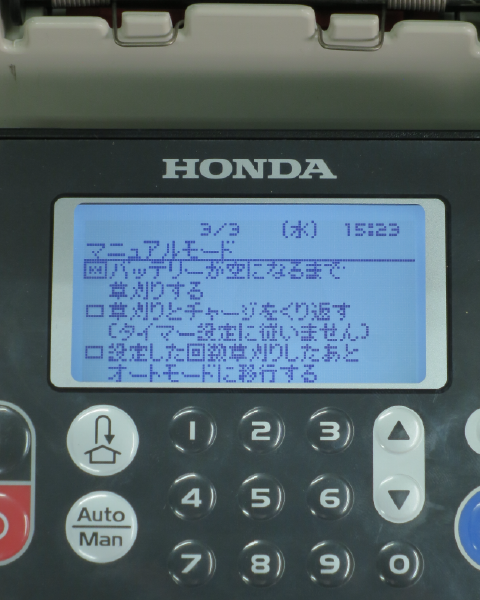 HONDA
3/3 (水) 15:23
マニュアルモード
バッテリーが空になるまで
草刈りする
草刈りとチャージをくり返す
(タイマー設定に従いません)
設定した回数草刈りしたあと
オートモードに移行する
1 2 3
4 5 6
Auto
Man
7 8 9 0